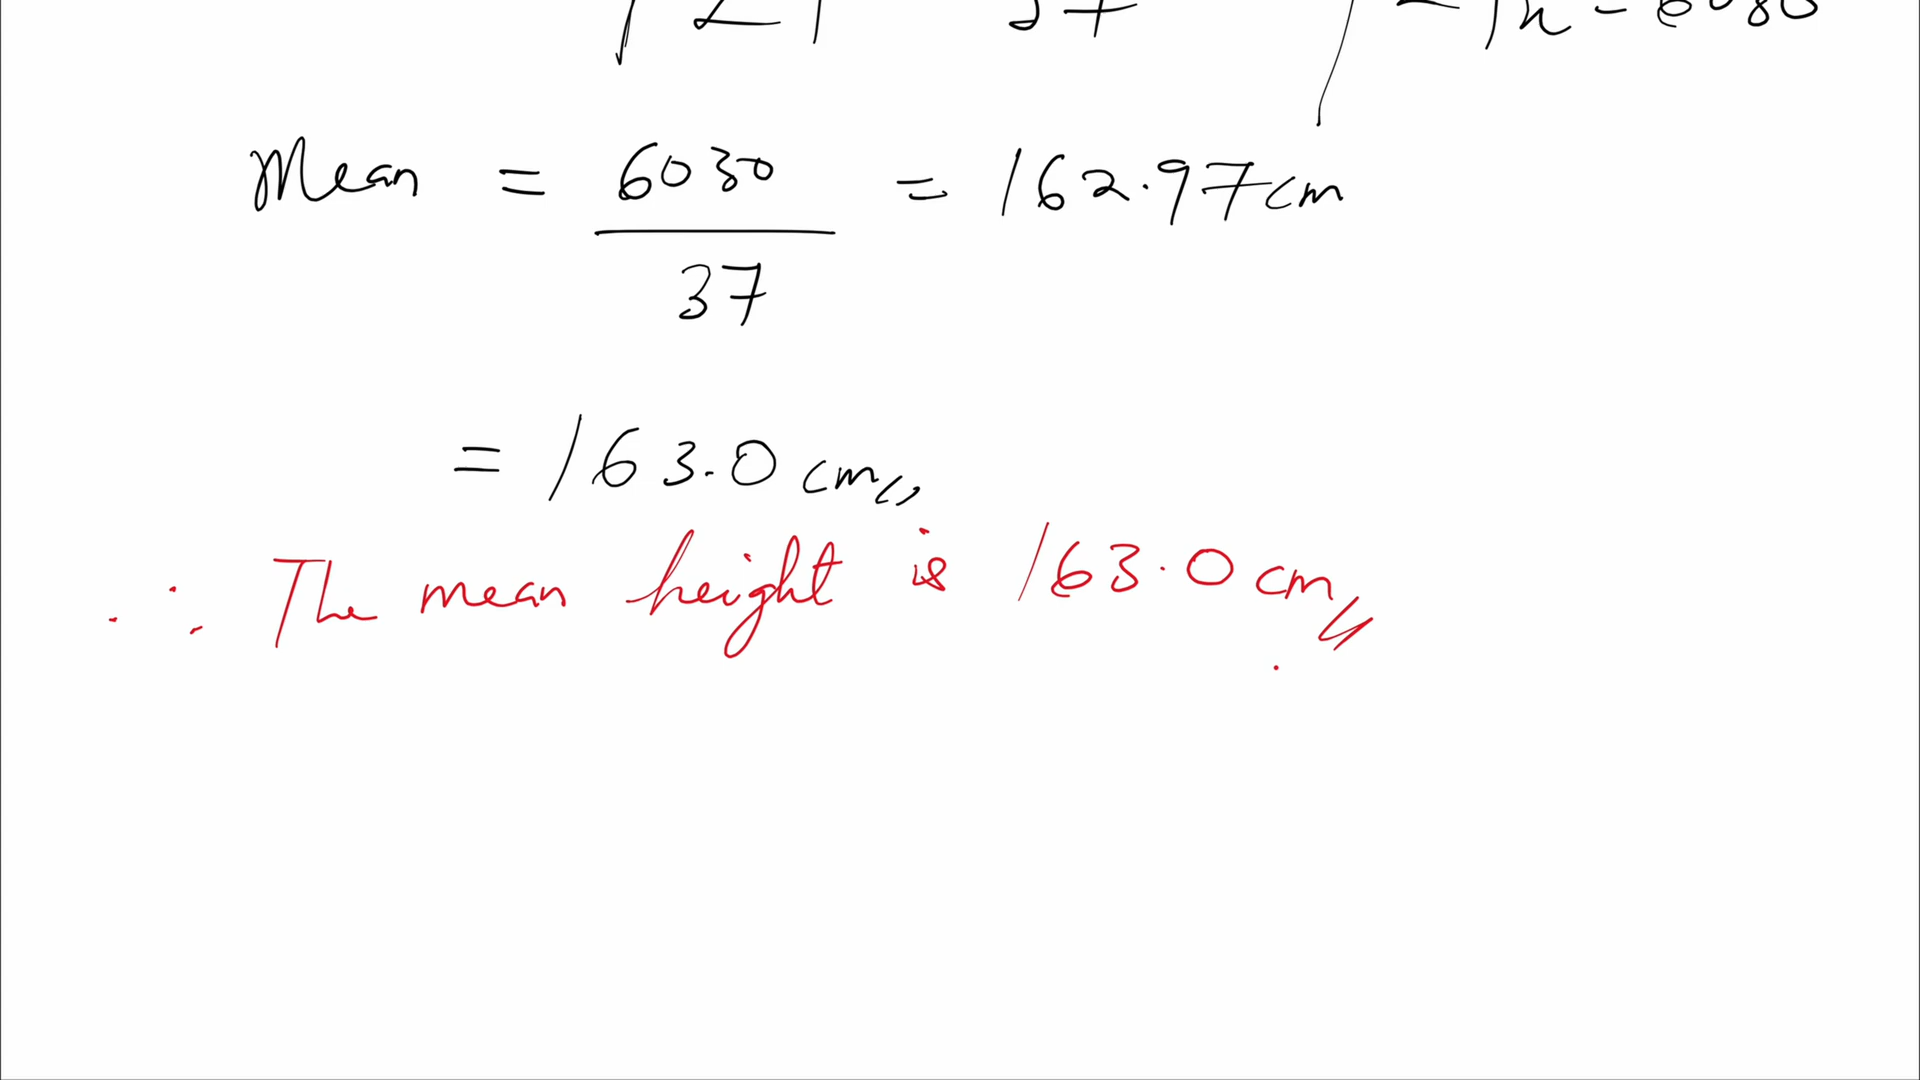 Mean = 6030 / 37 = 162.97cm
= 163.0 cm
∴ The mean height is 163.0 cm